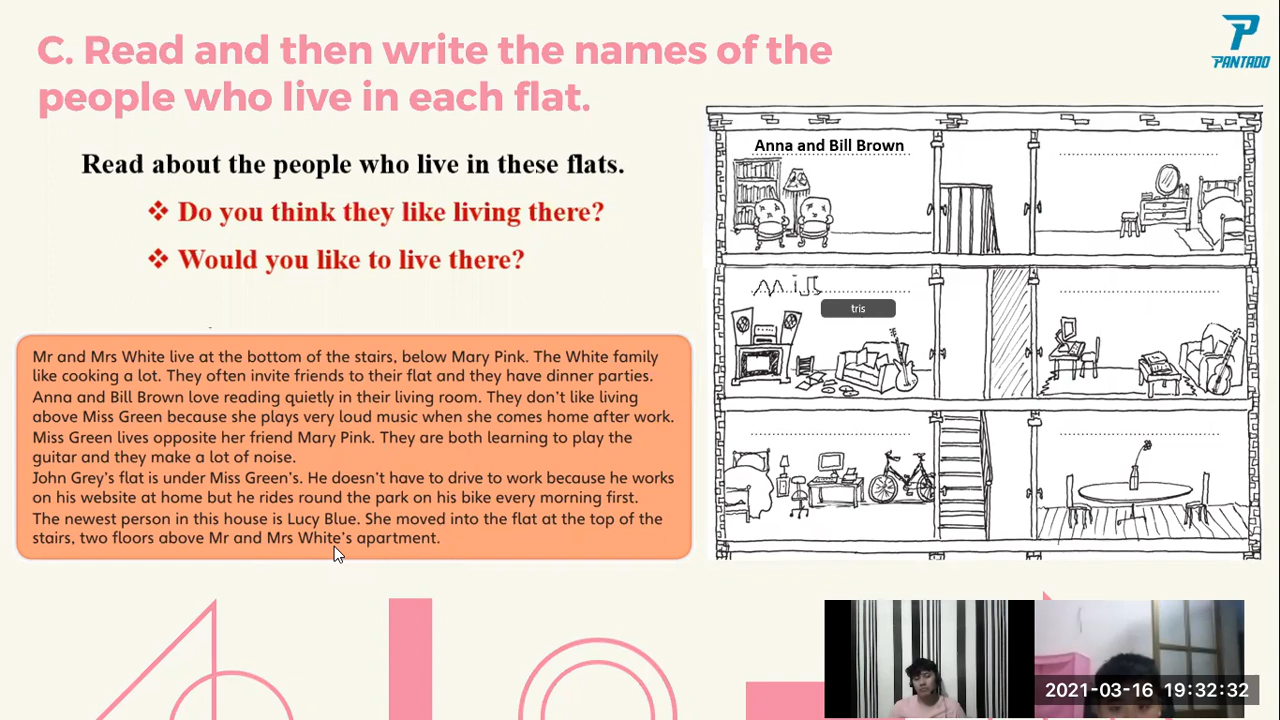 C. Read and then write the names of the
people who live in each flat.
PANTADO
Read about the people who live in these flats.
❖ Do you think they like living there?
❖ Would you like to live there?
Anna and Bill Brown
Miss
tris
Mr and Mrs White live at the bottom of the stairs, below Mary Pink. The White family
like cooking a lot. They often invite friends to their flat and they have dinner parties.
Anna and Bill Brown love reading quietly in their living room. They don't like living
above Miss Green because she plays very loud music when she comes home after work.
Miss Green lives opposite her friend Mary Pink. They are both learning to play the
guitar and they make a lot of noise.
John Grey's flat is under Miss Green's. He doesn't have to drive to work because he works
on his website at home but he rides round the park on his bike every morning first.
The newest person in this house is Lucy Blue. She moved into the flat at the top of the
stairs, two floors above Mr and Mrs White's apartment.
2021-03-16 19:32:32